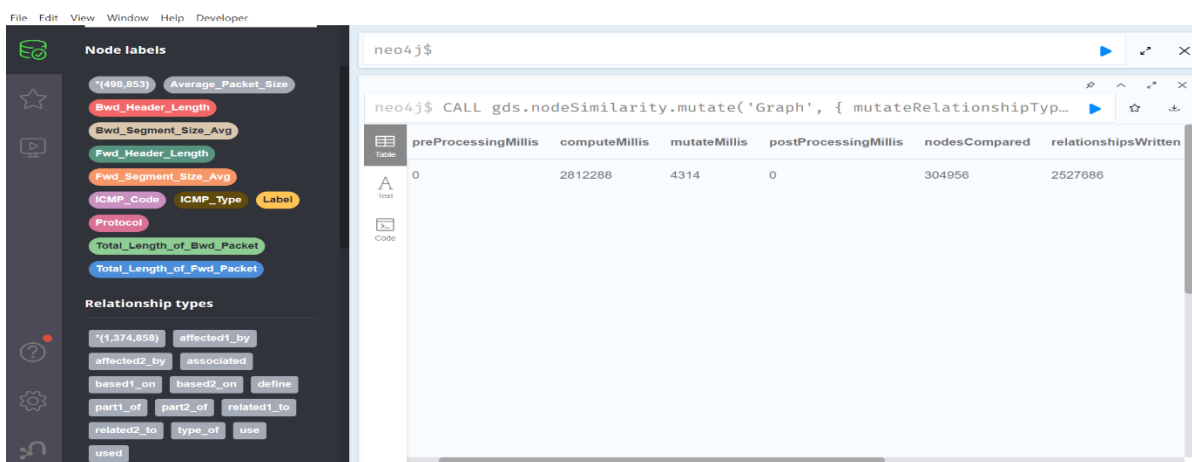 File Edit View Window Help Developer
Node labels
*(498,853) Average_Packet_Size
Bwd_Header_Length
Bwd_Segment_Size_Avg
Fwd_Header_Length
Fwd_Segment_Size_Avg
ICMP_Code ICMP_Type Label
Protocol
Total_Length_of_Bwd_Packet
Total_Length_of_Fwd_Packet
Relationship types
*(1,374,858) affected1_by
affected2_by associated
based1_on based2_on define
part1_of part2_of related1_to
related2_to type_of use
used
neo4j$
neo4j$ CALL gds.nodeSimilarity.mutate('Graph', { mutateRelationshipTyp...
Table
A
Text
Code
preProcessingMillis computeMillis mutateMillis postProcessingMillis nodesCompared relationshipsWritten
0 2812288 4314 0 304956 2527686